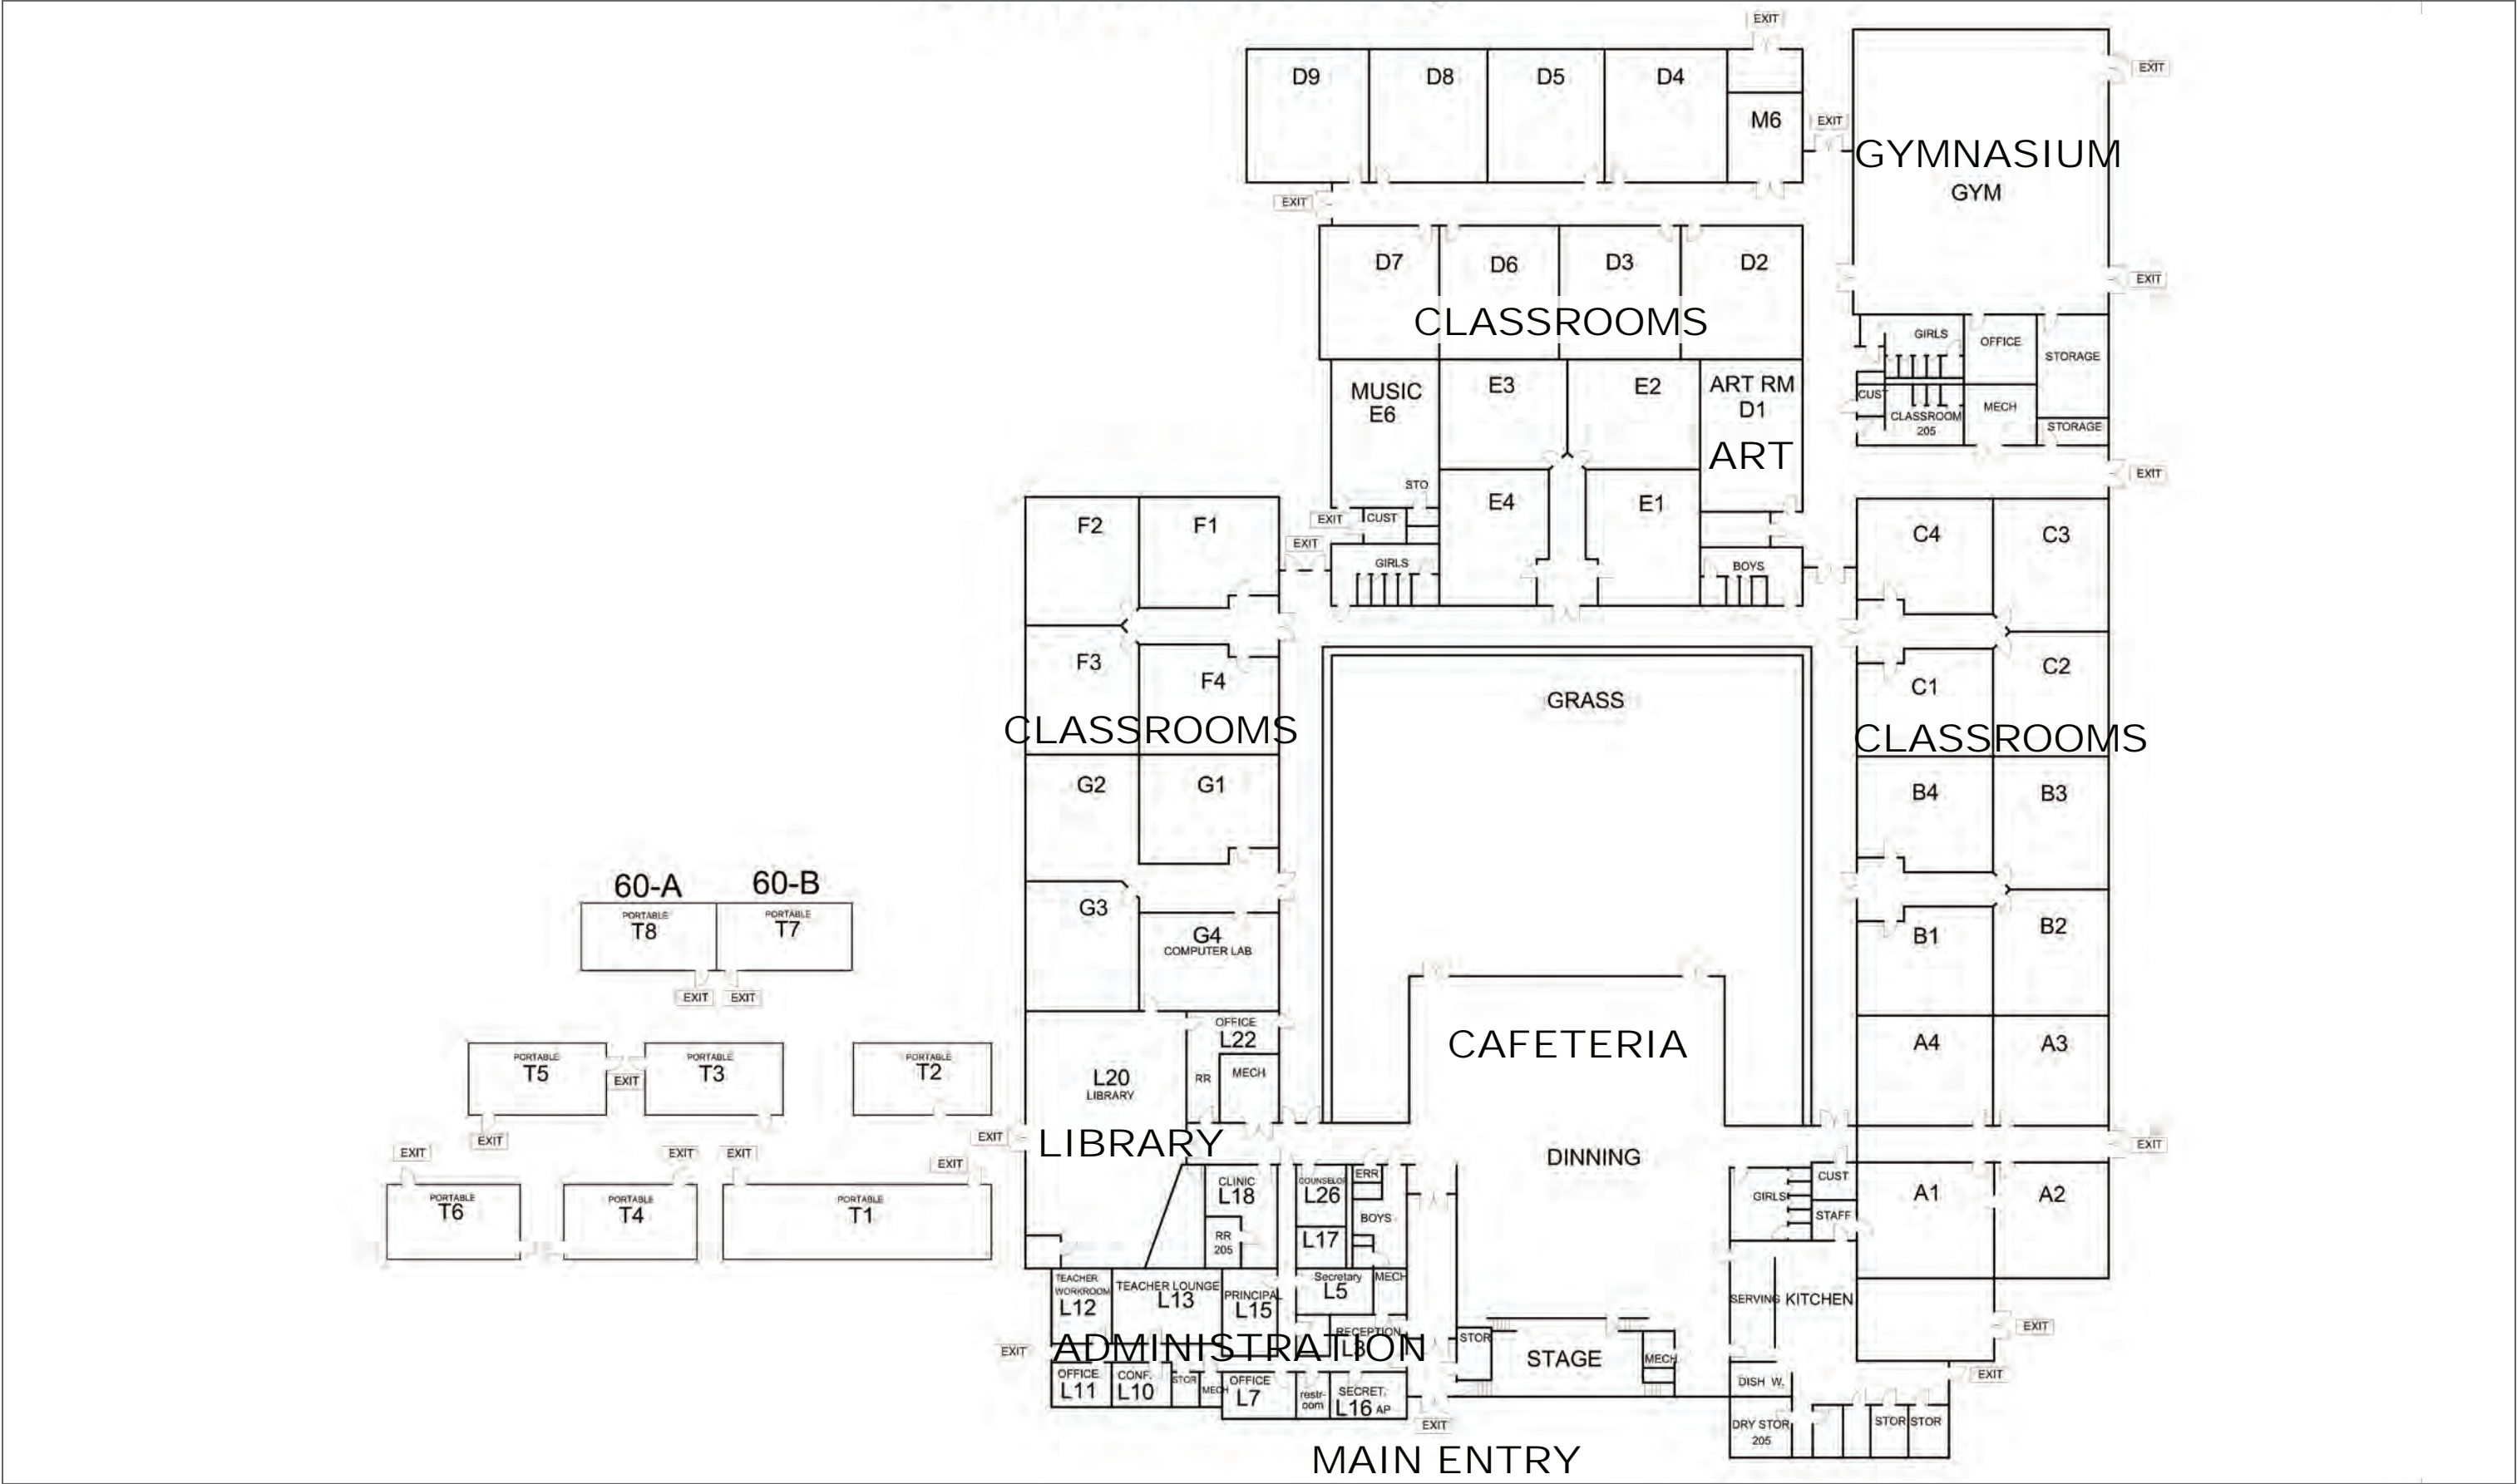 EXIT
D9
D8
D5
D4
M6
EXIT
EXIT
GYMNASIUM
GYM
EXIT
D7
D6
D3
D2
EXIT
CLASSROOMS
GIRLS
OFFICE
STORAGE
CUST
CLASSROOM
205
MECH
STORAGE
MUSIC
E6
E3
E2
ART RM
D1
ART
STO
E4
E1
EXIT
EXIT
CUST
EXIT
GIRLS
BOYS
F2
F1
C4
C3
F3
F4
C1
C2
GRASS
CLASSROOMS
CLASSROOMS
G2
G1
B4
B3
60-A
60-B
PORTABLE
T8
PORTABLE
T7
EXIT
EXIT
G3
G4
COMPUTER LAB
B1
B2
OFFICE
L22
CAFETERIA
A4
A3
PORTABLE
T5
EXIT
PORTABLE
T3
PORTABLE
T2
L20
LIBRARY
RR
MECH
EXIT
EXIT
LIBRARY
DINNING
EXIT
EXIT
EXIT
EXIT
EXIT
PORTABLE
T6
PORTABLE
T4
PORTABLE
T1
CLINIC
L18
COUNSELOR
L26
ERR
BOYS
RR
205
L17
GIRLS
CUST
STAFF
A1
A2
TEACHER
WORKROOM
L12
TEACHER LOUNGE
L13
PRINCIPAL
L15
Secretary
L5
MECH
SERVING
KITCHEN
RECEPTION
L3
EXIT
ADMINISTRATION
STOR
STAGE
MECH
EXIT
OFFICE
L11
CONF.
L10
STOR
MECH
OFFICE
L7
restr-
oom
SECRET.
L16 AP
DISH W.
EXIT
EXIT
DRY STOR
205
STOR
STOR
MAIN ENTRY